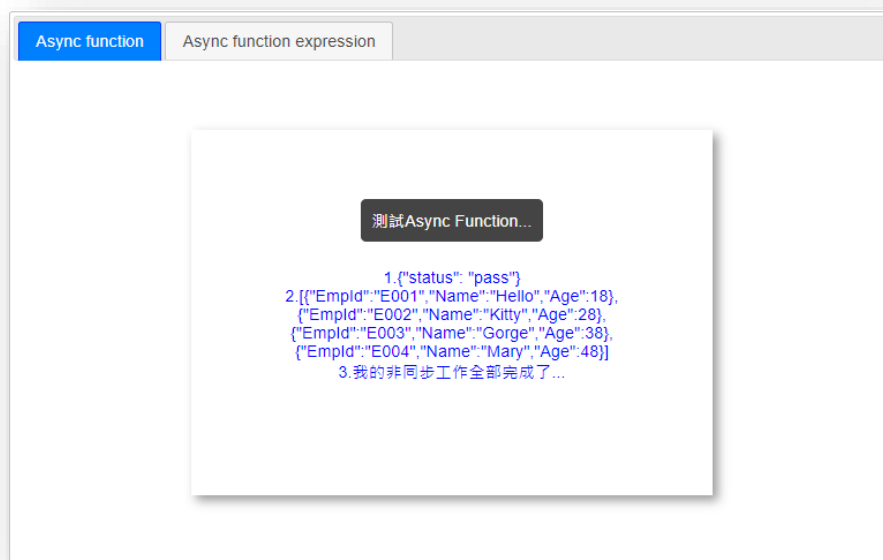 Async function
Async function expression
測試Async Function...
1.{"status": "pass"}
2.[{"EmpId":"E001","Name":"Hello","Age":18},
{"EmpId":"E002","Name":"Kitty","Age":28},
{"EmpId":"E003","Name":"Gorge","Age":38},
{"EmpId":"E004","Name":"Mary","Age":48}]
3.我的非同步工作全部完成了...